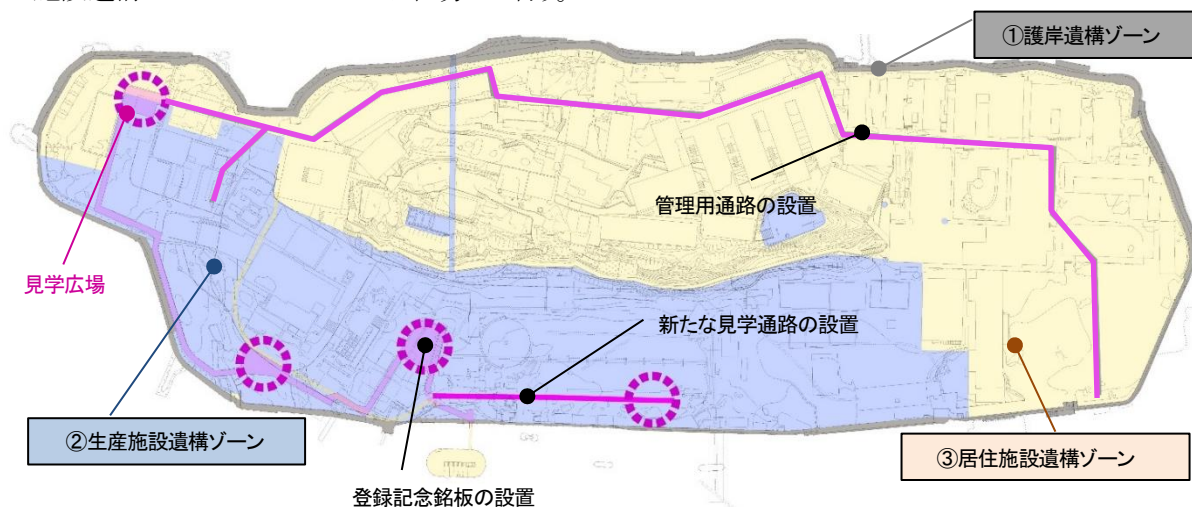 ①護岸遺構ゾーン
管理用通路の設置
見学広場
新たな見学通路の設置
②生産施設遺構ゾーン
③居住施設遺構ゾーン
登録記念銘板の設置